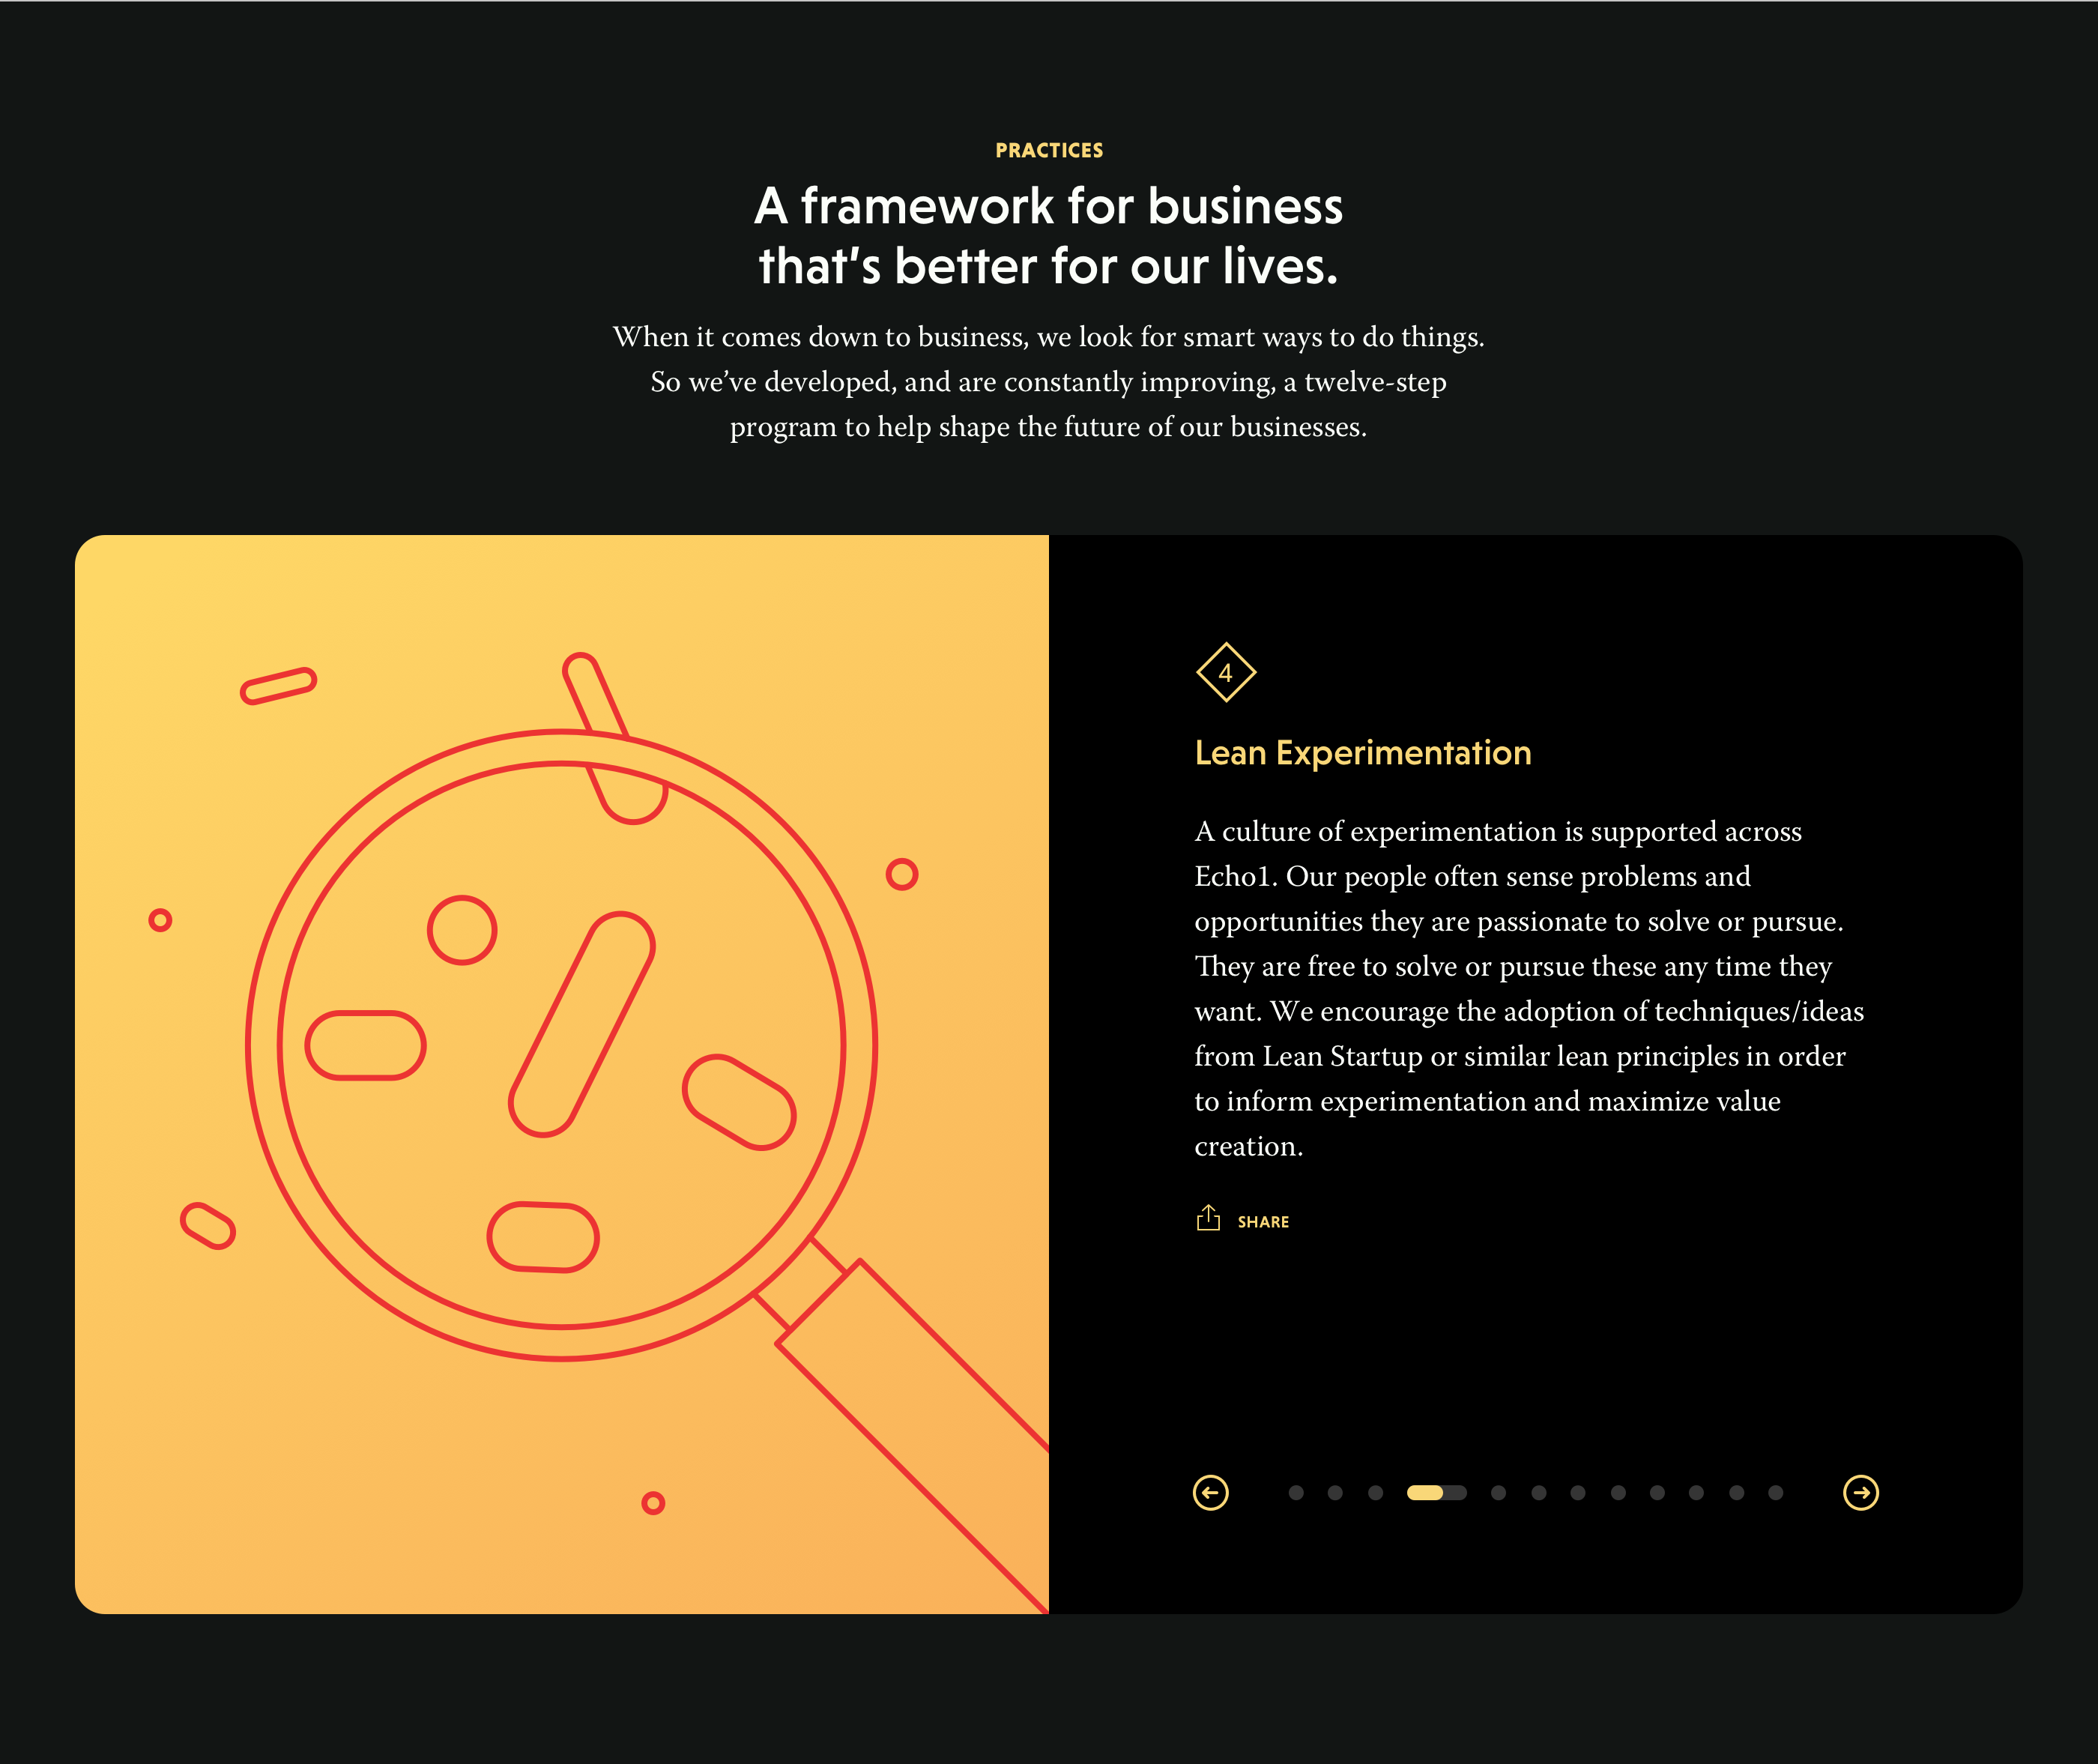 PRACTICES
A framework for business
that’s better for our lives.
When it comes down to business, we look for smart ways to do things.
So we’ve developed, and are constantly improving, a twelve-step
program to help shape the future of our businesses.
4
Lean Experimentation
A culture of experimentation is supported across
Echo1. Our people often sense problems and
opportunities they are passionate to solve or pursue.
They are free to solve or pursue these any time they
want. We encourage the adoption of techniques/ideas
from Lean Startup or similar lean principles in order
to inform experimentation and maximize value
creation.
SHARE